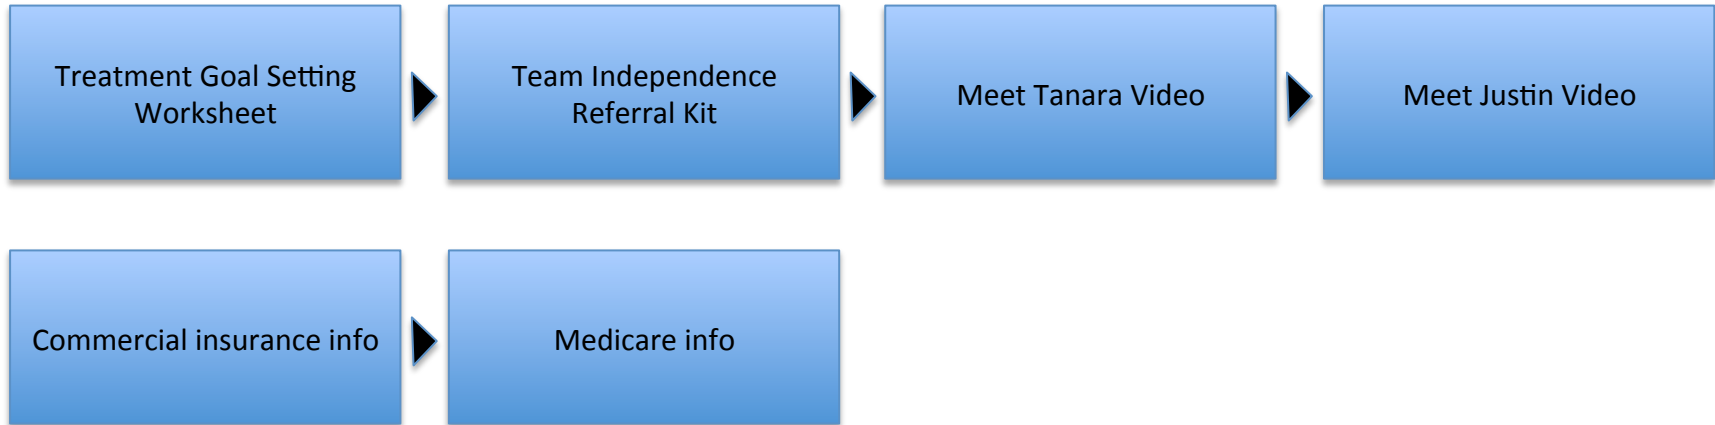 Treatment Goal Setting
Worksheet
Team Independence
Referral Kit
Meet Tanara Video
Meet Justin Video
Commercial insurance info
Medicare info